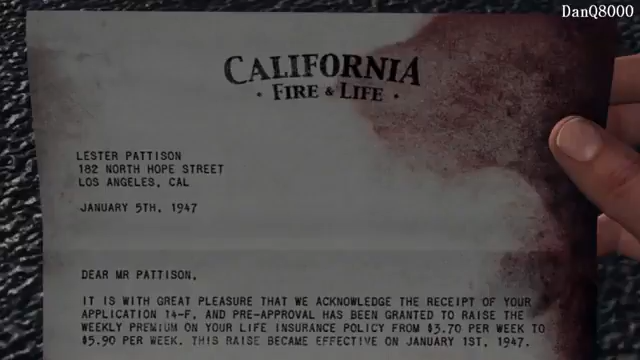 DanQ8000
CALIFORNIA
· FIRE & LIFE ·
LESTER PATTISON
182 NORTH HOPE STREET
LOS ANGELES, CAL
JANUARY 5TH, 1947
DEAR MR PATTISON,
IT IS WITH GREAT PLEASURE THAT WE ACKNOWLEDGE THE RECEIPT OF YOUR
APPLICATION 14-F, AND PRE-APPROVAL HAS BEEN GRANTED TO RAISE THE
WEEKLY PREMIUM ON YOUR LIFE INSURANCE POLICY FROM $3.70 PER WEEK TO
$5.90 PER WEEK. THIS RAISE BECAME EFFECTIVE ON JANUARY 1ST, 1947.